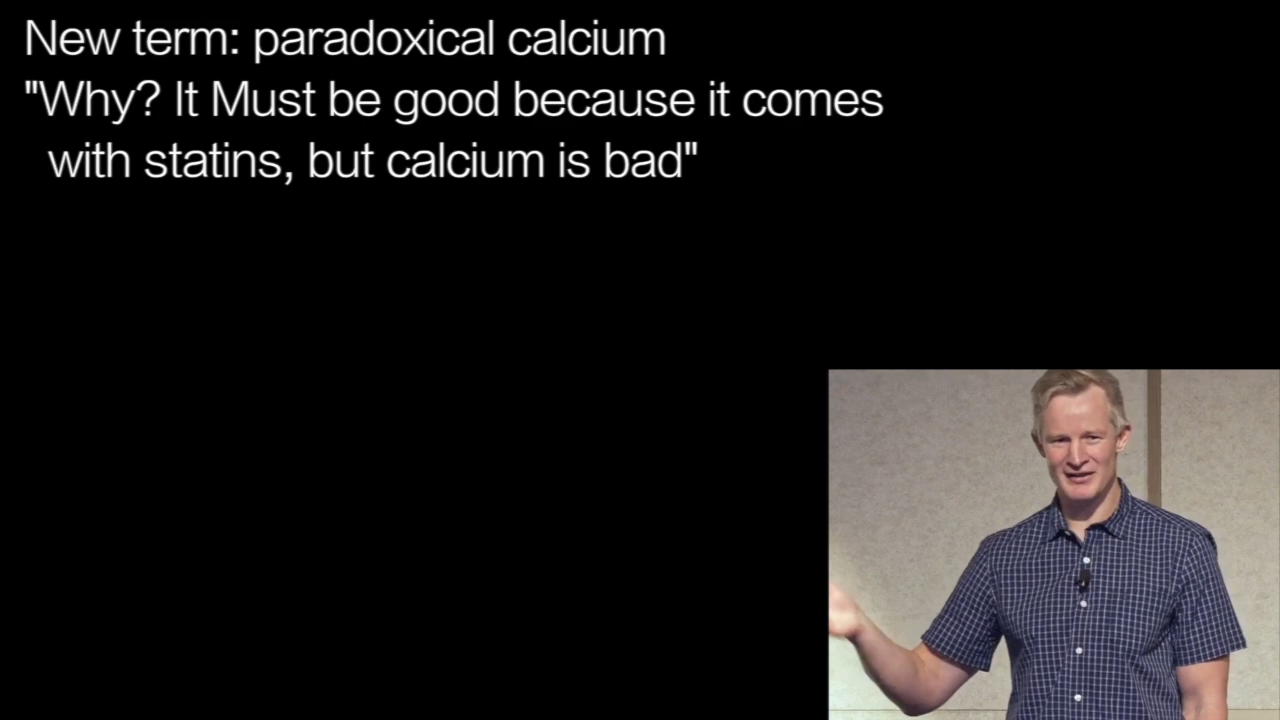 New term: paradoxical calcium
"Why? It Must be good because it comes
with statins, but calcium is bad"